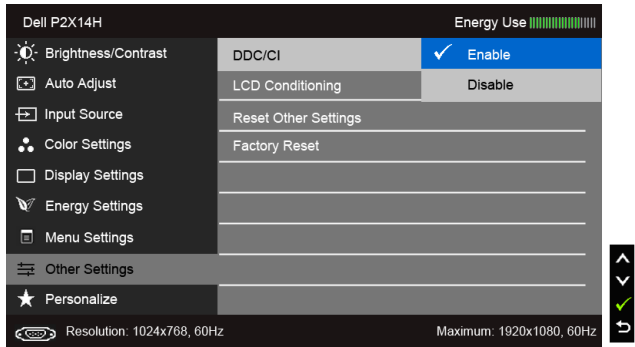 Dell P2X14H Energy Use
Brightness/Contrast DDC/CI Enable
Auto Adjust LCD Conditioning Disable
Input Source Reset Other Settings
Color Settings Factory Reset
Display Settings
Energy Settings
Menu Settings
Other Settings
Personalize
Resolution: 1024x768, 60Hz Maximum: 1920x1080, 60Hz